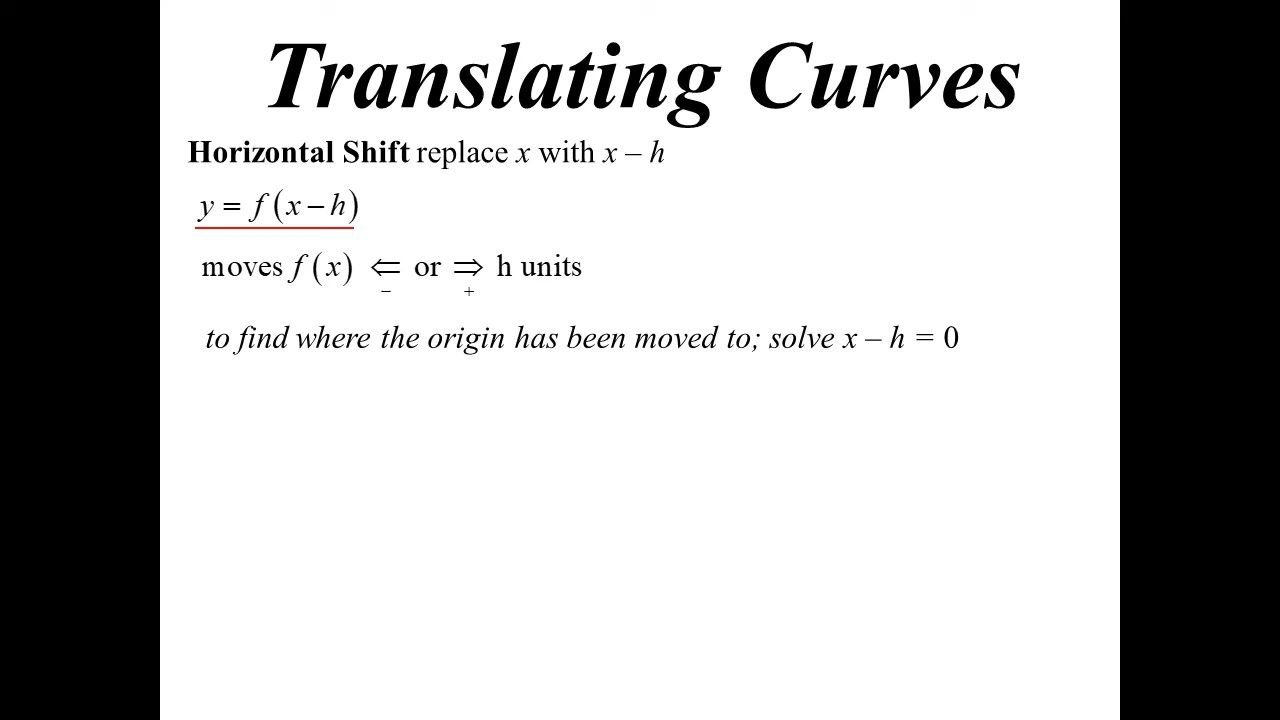 Translating Curves
Horizontal Shift replace x with x – h
y = f(x − h)
moves f(x) ⇐ or ⇒ h units
− +
to find where the origin has been moved to; solve x – h = 0